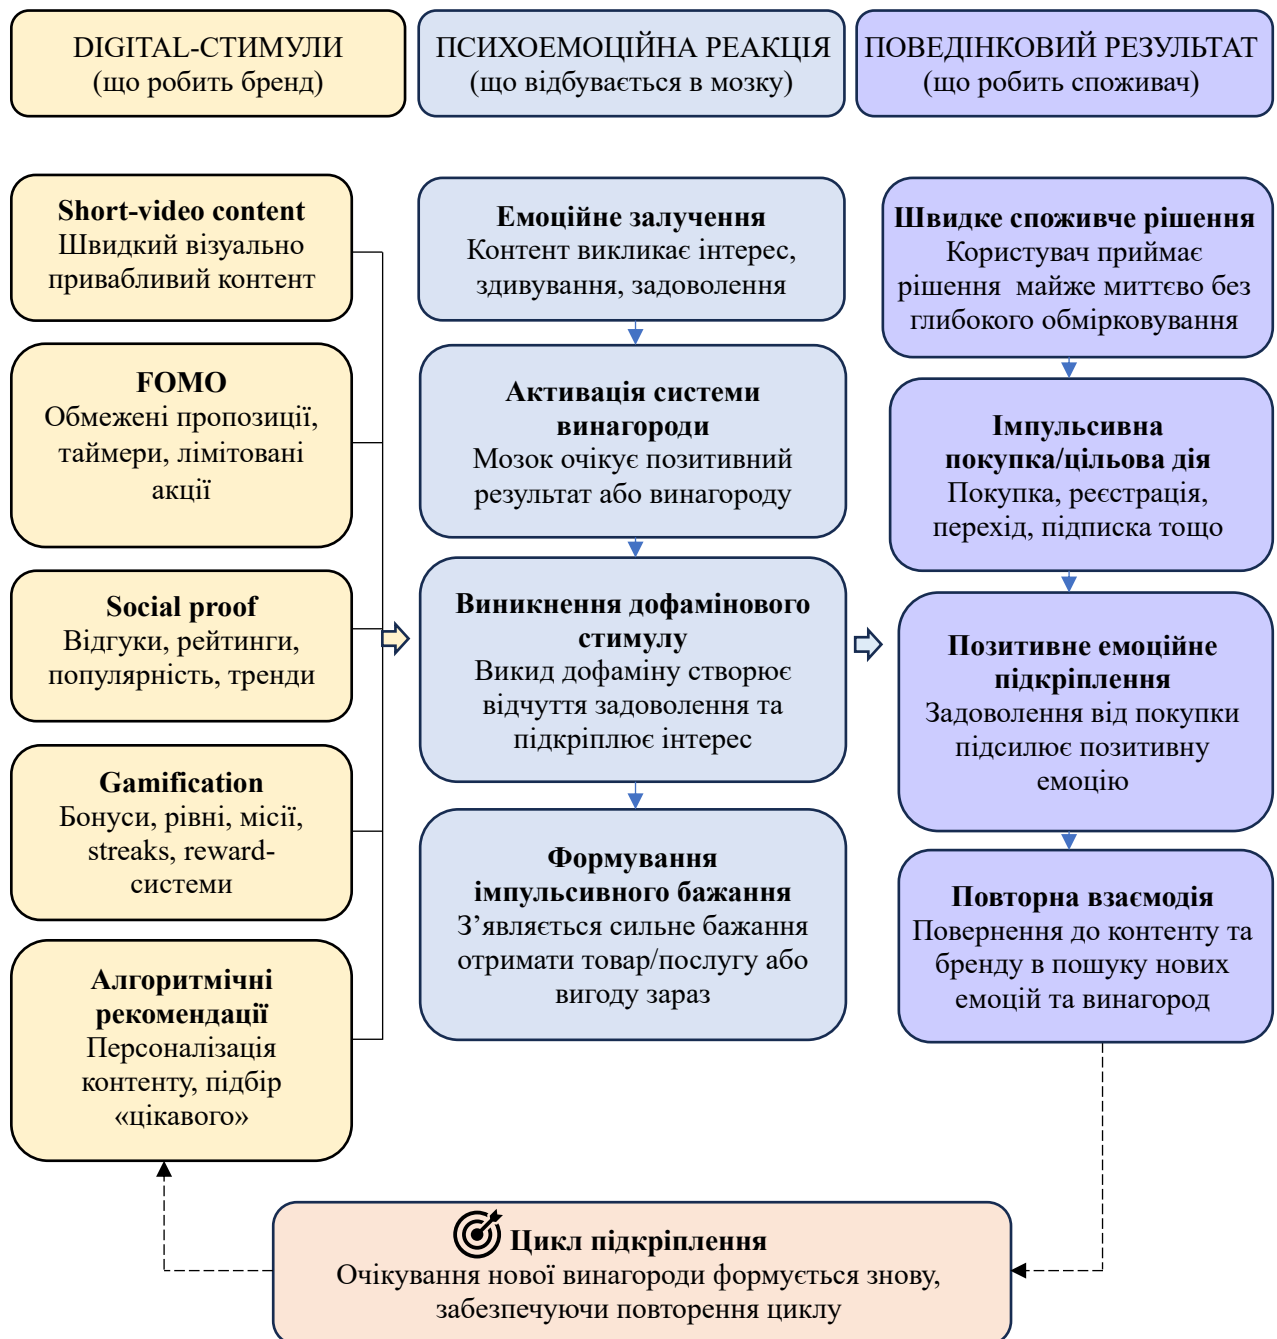 DIGITAL-СТИМУЛИ
(що робить бренд)
ПСИХОЕМОЦІЙНА РЕАКЦІЯ
(що відбувається в мозку)
ПОВЕДІНКОВИЙ РЕЗУЛЬТАТ
(що робить споживач)
Short-video content
Швидкий візуально
привабливий контент
FOMO
Обмежені пропозиції,
таймери, лімітовані
акції
Social proof
Відгуки, рейтинги,
популярність, тренди
Gamification
Бонуси, рівні, місії,
streaks, reward-
системи
Алгоритмічні
рекомендації
Персоналізація
контенту, підбір
«цікавого»
Емоційне залучення
Контент викликає інтерес,
здивування, задоволення
Активація системи
винагороди
Мозок очікує позитивний
результат або винагороду
Виникнення дофамінового
стимулу
Викид дофаміну створює
відчуття задоволення та
підкріплює інтерес
Формування
імпульсивного бажання
З’являється сильне бажання
отримати товар/послугу або
вигоду зараз
Швидке споживче рішення
Користувач приймає
рішення  майже миттєво без
глибокого обмірковування
Імпульсивна
покупка/цільова дія
Покупка, реєстрація,
перехід, підписка тощо
Позитивне емоційне
підкріплення
Задоволення від покупки
підсилює позитивну
емоцію
Повторна взаємодія
Повернення до контенту та
бренду в пошуку нових
емоцій та винагород
Цикл підкріплення
Очікування нової винагороди формується знову,
забезпечуючи повторення циклу